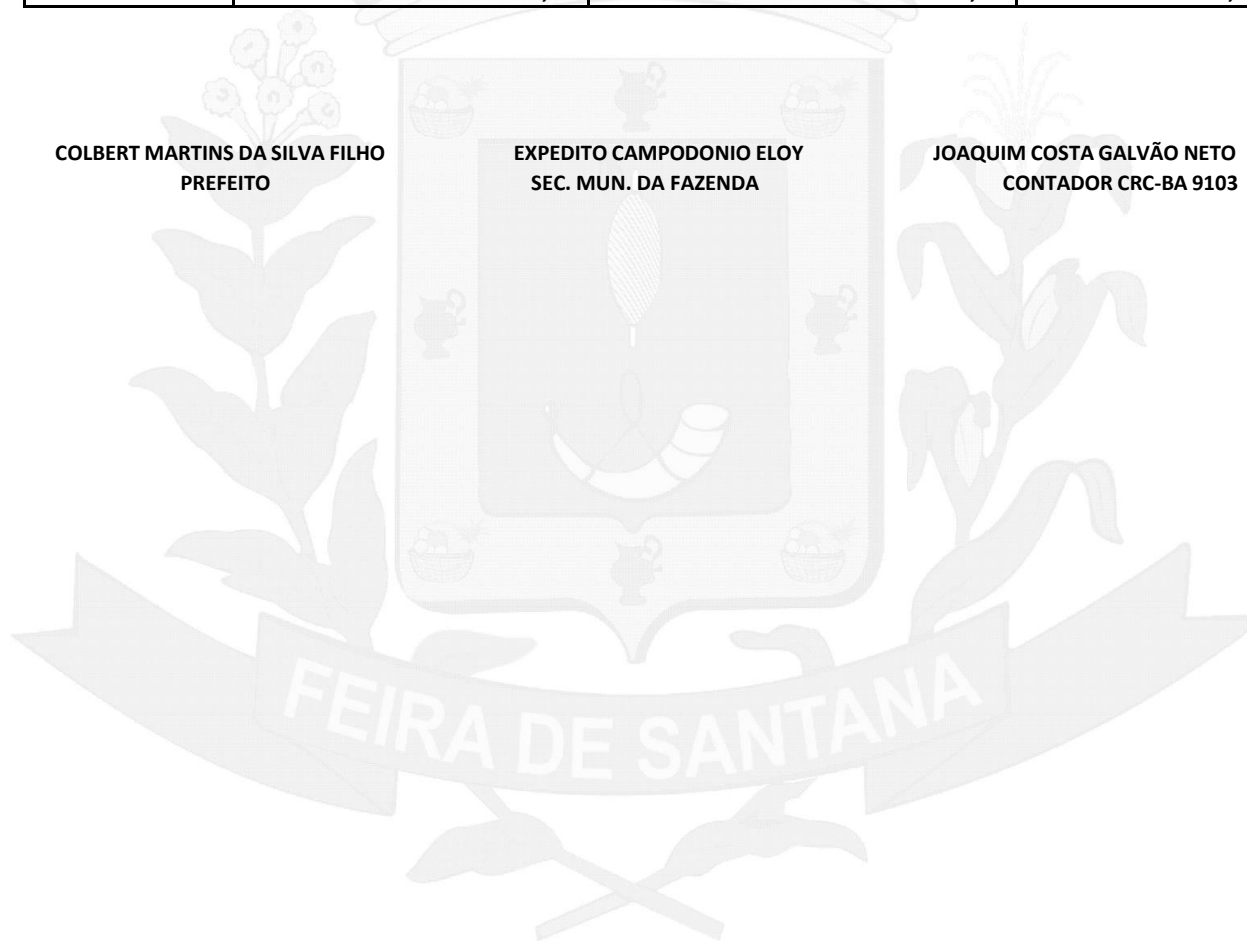 COLBERT MARTINS DA SILVA FILHO EXPEDITO CAMPODONIO ELOY JOAQUIM COSTA GALVÃO NETO
PREFEITO SEC. MUN. DA FAZENDA CONTADOR CRC-BA 9103
FEIRA DE SANTANA